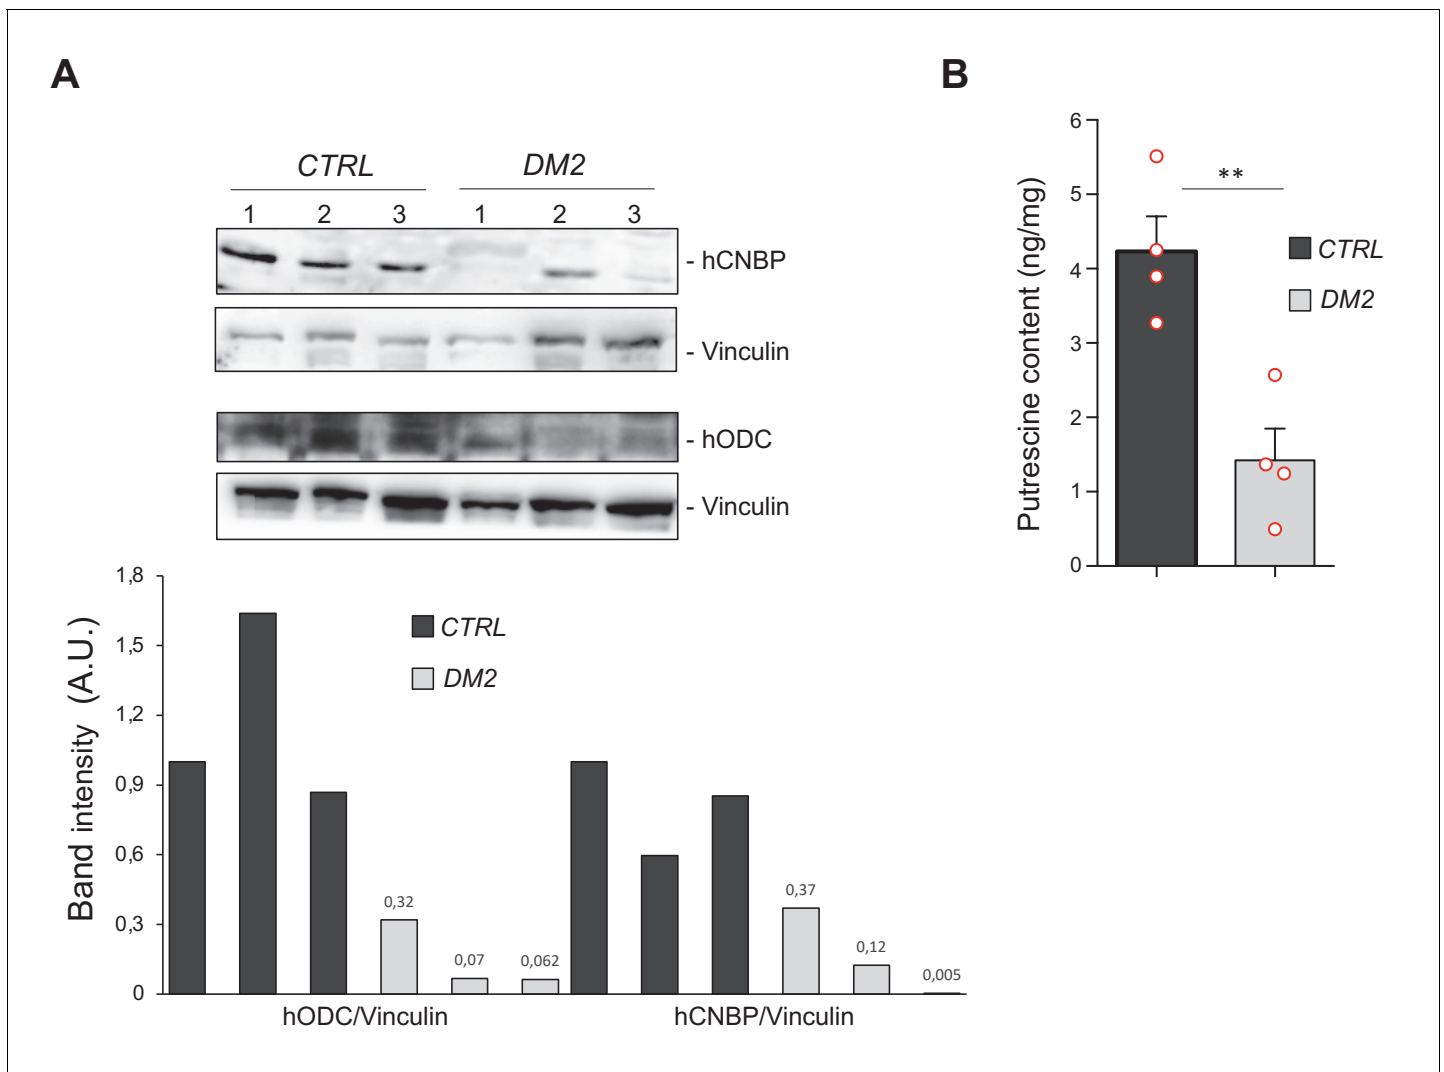 A
CTRL DM2
1 2 3 1 2 3
- hCNBP
- Vinculin
- hODC
- Vinculin
Band intensity (A.U.)
1,8
1,5
1,2
0,9
0,6
0,3
0
CTRL
DM2
0,32
0,07
0,062
0,37
0,12
0,005
hODC/Vinculin
hCNBP/Vinculin
B
Putrescine content (ng/mg)
6
5
4
3
2
1
0
**
CTRL
DM2